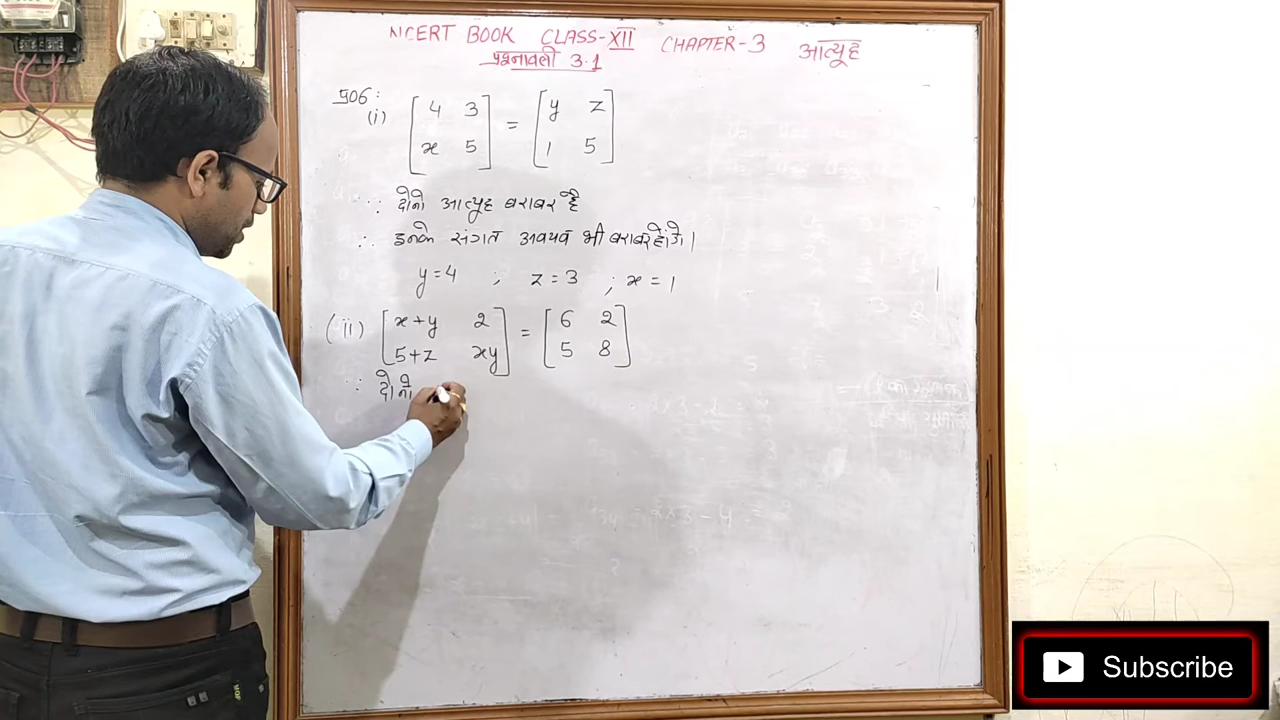 NCERT BOOK CLASS-XII CHAPTER-3 आव्यूह
प्रश्नावली 3.1
प्र०6:
(i) [4 3; x 5] = [y z; 1 5]
∵ दोनो आव्यूह बराबर है
∴ इनके संगत अवयव भी बराबर होंगे।
y=4 ; z=3 ; x=1
(ii) [x+y 2; 5+z xy] = [6 2; 5 8]
∵ दोनो
Subscribe